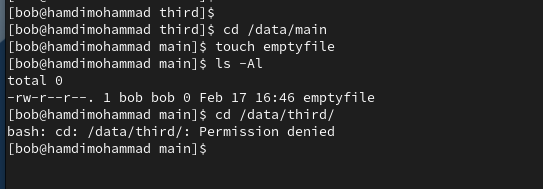 [bob@hamdimohammad third]$
[bob@hamdimohammad third]$ cd /data/main
[bob@hamdimohammad main]$ touch emptyfile
[bob@hamdimohammad main]$ ls -Al
total 0
-rw-r--r--. 1 bob bob 0 Feb 17 16:46 emptyfile
[bob@hamdimohammad main]$ cd /data/third/
bash: cd: /data/third/: Permission denied
[bob@hamdimohammad main]$